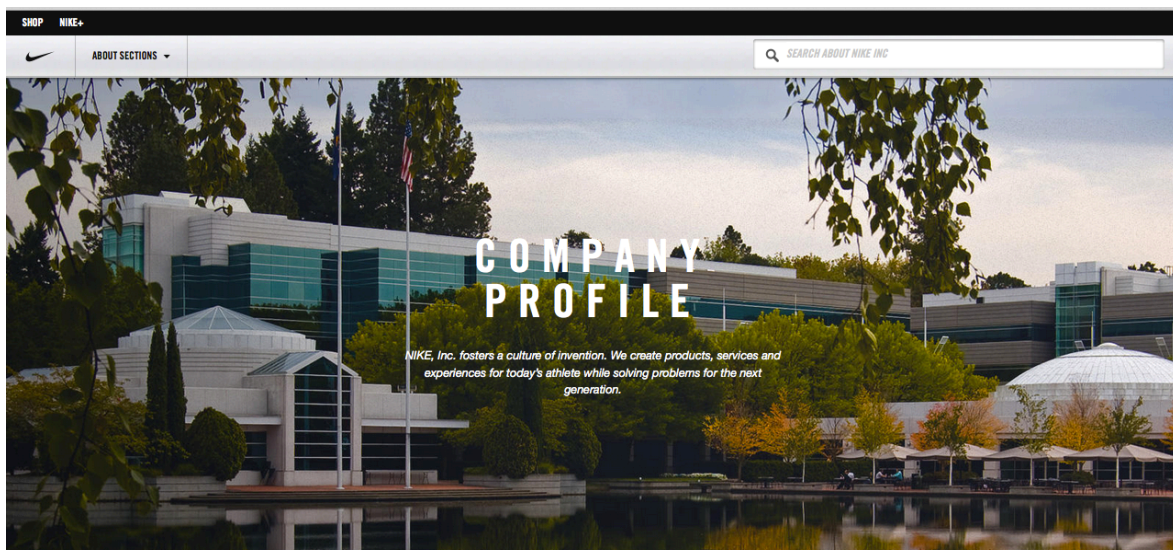 SHOP NIKE+
ABOUT SECTIONS
SEARCH ABOUT NIKE INC
COMPANY
PROFILE
NIKE, Inc. fosters a culture of invention. We create products, services and
experiences for today's athlete while solving problems for the next
generation.